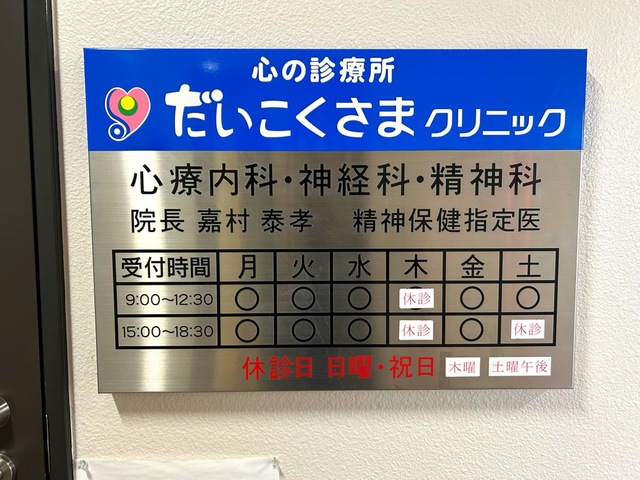 心の診療所
だいこくさまクリニック
心療内科・神経科・精神科
院長 嘉村 泰孝 精神保健指定医
受付時間 月 火 水 木 金 土
9:00〜12:30 ○ ○ ○ 休診 ○ ○
15:00〜18:30 ○ ○ ○ 休診 ○ 休診
休診日 日曜・祝日 木曜 土曜午後